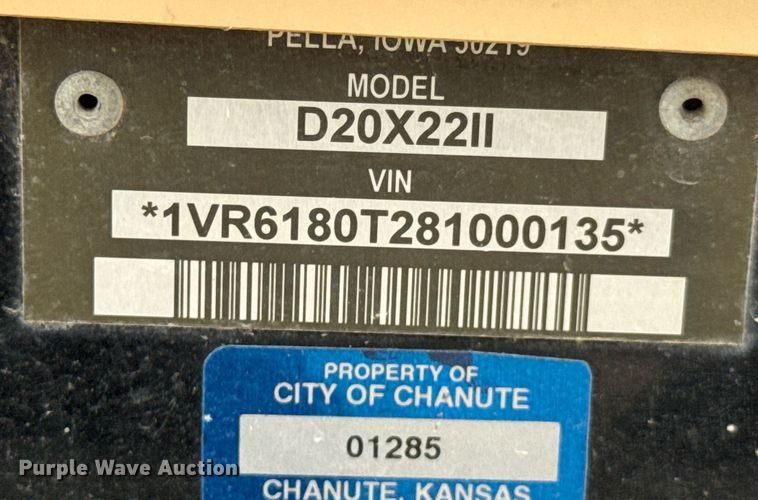 PELLA, IOWA 50219
MODEL
D20X22II
VIN
*1VR6180T281000135*
PROPERTY OF
CITY OF CHANUTE
01285
CHANUTE, KANSAS
Purple Wave Auction